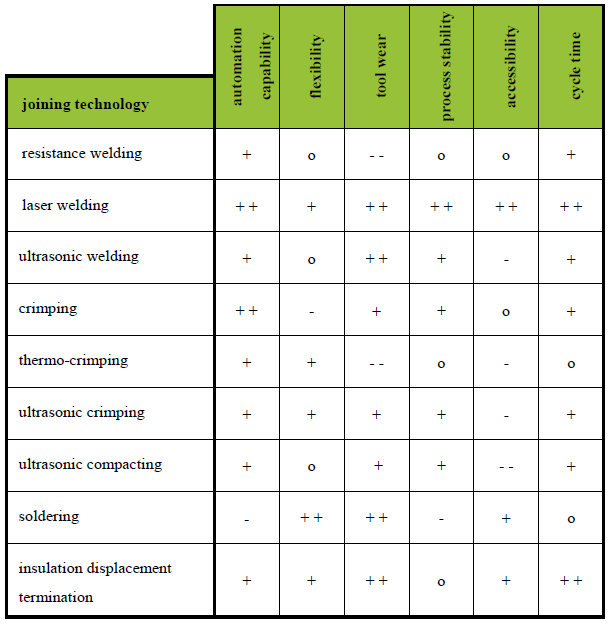 automation capability flexibility tool wear process stability accessibility cycle time
joining technology
resistance welding + o - - o o +
laser welding + + + + + + + + + + +
ultrasonic welding + o + + + - +
crimping + + - + + o +
thermo-crimping + + - - o - o
ultrasonic crimping + + + + - +
ultrasonic compacting + o + + - - +
soldering - + + + + - + o
insulation displacement
termination + + + + o + + +